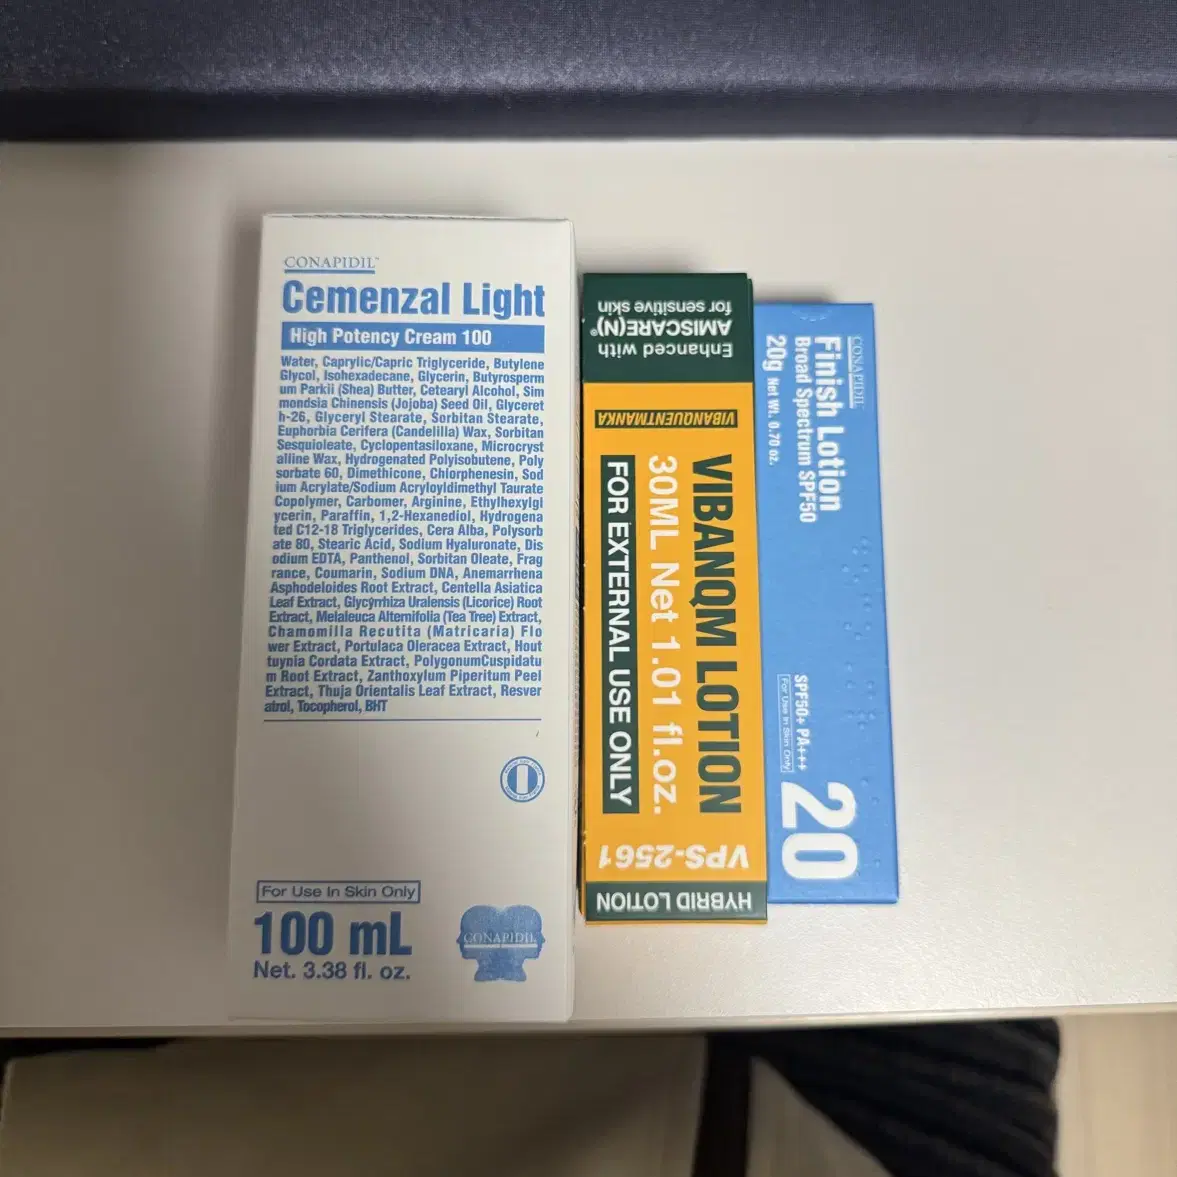 CONAPIDIL™
Cemenzal Light
High Potency Cream 100
Water, Caprylic/Capric Triglyceride, Butylene
Glycol, Isohexadecane, Glycerin, Butyrosperm
um Parkii (Shea) Butter, Cetearyl Alcohol, Sim
mondsia Chinensis (Jojoba) Seed Oil, Glyceret
h-26, Glyceryl Stearate, Sorbitan Stearate,
Euphorbia Cerifera (Candelilla) Wax, Sorbitan
Sesquioleate, Cyclopentasiloxane, Microcryst
alline Wax, Hydrogenated Polyisobutene, Poly
sorbate 60, Dimethicone, Chlorphenesin, Sod
ium Acrylate/Sodium Acryloyldimethyl Taurate
Copolymer, Carbomer, Arginine, Ethylhexylgl
ycerin, Paraffin, 1,2-Hexanediol, Hydrogena
ted C12-18 Triglycerides, Cera Alba, Polysorb
ate 80, Stearic Acid, Sodium Hyaluronate, Dis
odium EDTA, Panthenol, Sorbitan Oleate, Frag
rance, Coumarin, Sodium DNA, Anemarrhena
Asphodeloides Root Extract, Centella Asiatica
Leaf Extract, Glycyrrhiza Uralensis (Licorice) Root
Extract, Melaleuca Alternifolia (Tea Tree) Extract,
Chamomilla Recutita (Matricaria) Flo
wer Extract, Portulaca Oleracea Extract, Hout
tuynia Cordata Extract, PolygonumCuspidatu
m Root Extract, Zanthoxylum Piperitum Peel
Extract, Thuja Orientalis Leaf Extract, Resver
atrol, Tocopherol, BHT
For Use In Skin Only
100 mL
Net. 3.38 fl. oz.
CONAPIDIL
Enhanced with
AMISCARE(N)®
for sensitive skin
VIBANQUENTMANKA
VIBANQM LOTION
30ML Net 1.01 fl.oz.
FOR EXTERNAL USE ONLY
VPS-2561
HYBRID LOTION
CONAPIDIL
Finish Lotion
Broad Spectrum SPF50
20g Net Wt. 0.70 oz.
SPF50+ PA+++
For Use In Skin Only
20